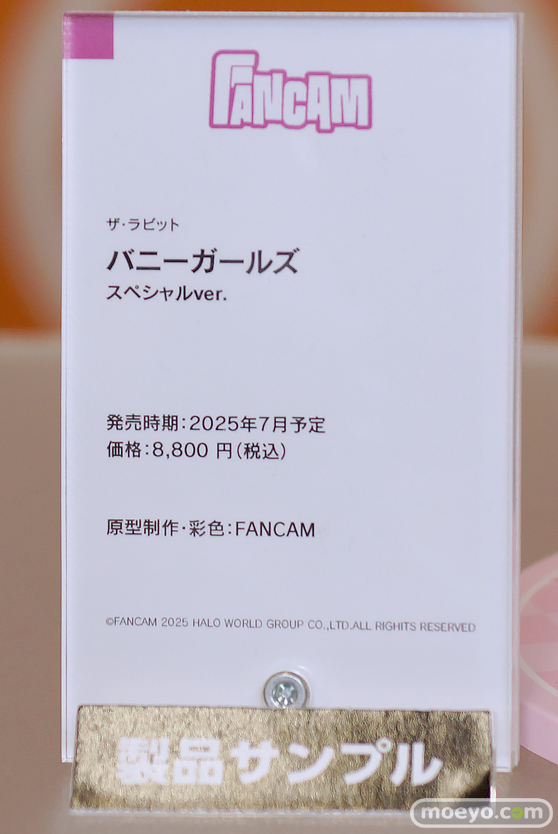 FANCAM
ザ・ラビット
バニーガールズ
スペシャルver.
発売時期：2025年7月予定
価格：8,800 円（税込）
原型制作・彩色：FANCAM
©FANCAM 2025 HALO WORLD GROUP CO.,LTD.ALL RIGHITS RESERVED
製品サンプル
moeyo.com